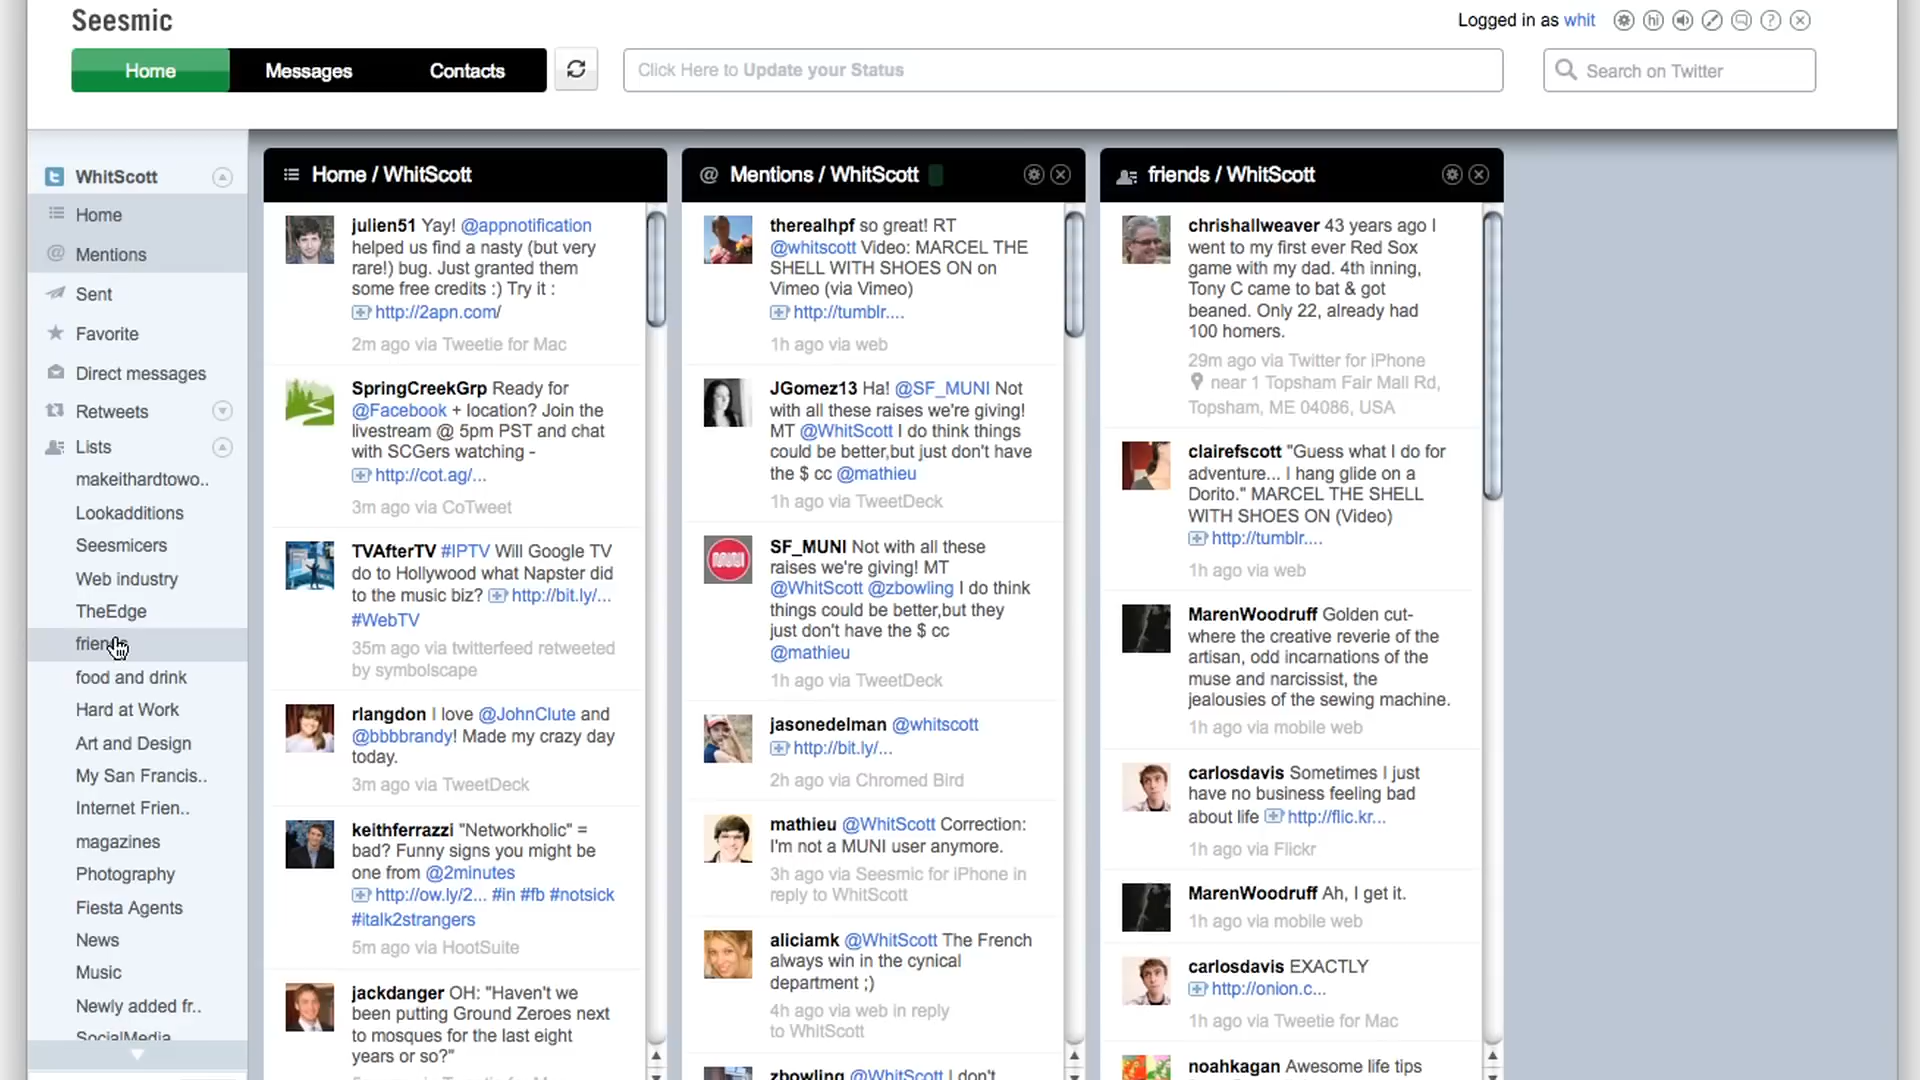 Seesmic
Logged in as whit
Home
Messages
Contacts
Click Here to Update your Status
Search on Twitter
WhitScott
Home
Mentions
Sent
Favorite
Direct messages
Retweets
Lists
makeithardtowo..
Lookadditions
Seesmicers
Web industry
TheEdge
friends
food and drink
Hard at Work
Art and Design
My San Francis..
Internet Frien..
magazines
Photography
Fiesta Agents
News
Music
Newly added fr..
SocialMedia
Home / WhitScott
julien51 Yay! @appnotification
helped us find a nasty (but very
rare!) bug. Just granted them
some free credits :) Try it :
http://2apn.com/
2m ago via Tweetie for Mac
SpringCreekGrp Ready for
@Facebook + location? Join the
livestream @ 5pm PST and chat
with SCGers watching -
http://cot.ag/...
3m ago via CoTweet
TVAfterTV #IPTV Will Google TV
do to Hollywood what Napster did
to the music biz? http://bit.ly/...
#WebTV
35m ago via twitterfeed retweeted
by symbolscape
rlangdon I love @JohnClute and
@bbbbrandy! Made my crazy day
today.
3m ago via TweetDeck
keithferrazzi "Networkholic" =
bad? Funny signs you might be
one from @2minutes
http://ow.ly/2... #in #fb #notsick
#italk2strangers
5m ago via HootSuite
jackdanger OH: "Haven't we
been putting Ground Zeroes next
to mosques for the last eight
years or so?"
@ Mentions / WhitScott
therealhpf so great! RT
@whitscott Video: MARCEL THE
SHELL WITH SHOES ON on
Vimeo (via Vimeo)
http://tumblr....
1h ago via web
JGomez13 Ha! @SF_MUNI Not
with all these raises we're giving!
MT @WhitScott I do think things
could be better,but just don't have
the $ cc @mathieu
1h ago via TweetDeck
SF_MUNI Not with all these
raises we're giving! MT
@WhitScott @zbowling I do think
things could be better,but they
just don't have the $ cc
@mathieu
1h ago via TweetDeck
jasonedelman @whitscott
http://bit.ly/...
2h ago via Chromed Bird
mathieu @WhitScott Correction:
I'm not a MUNI user anymore.
3h ago via Seesmic for iPhone in
reply to WhitScott
aliciamk @WhitScott The French
always win in the cynical
department ;)
4h ago via web in reply
to WhitScott
zbowling @WhitScott I don't
friends / WhitScott
chrishallweaver 43 years ago I
went to my first ever Red Sox
game with my dad. 4th inning,
Tony C came to bat & got
beaned. Only 22, already had
100 homers.
29m ago via Twitter for iPhone
near 1 Topsham Fair Mall Rd,
Topsham, ME 04086, USA
clairefscott "Guess what I do for
adventure... I hang glide on a
Dorito." MARCEL THE SHELL
WITH SHOES ON (Video)
http://tumblr....
1h ago via web
MarenWoodruff Golden cut-
where the creative reverie of the
artisan, odd incarnations of the
muse and narcissist, the
jealousies of the sewing machine.
1h ago via mobile web
carlosdavis Sometimes I just
have no business feeling bad
about life http://flic.kr...
1h ago via Flickr
MarenWoodruff Ah, I get it.
1h ago via mobile web
carlosdavis EXACTLY
http://onion.c...
1h ago via Tweetie for Mac
noahkagan Awesome life tips